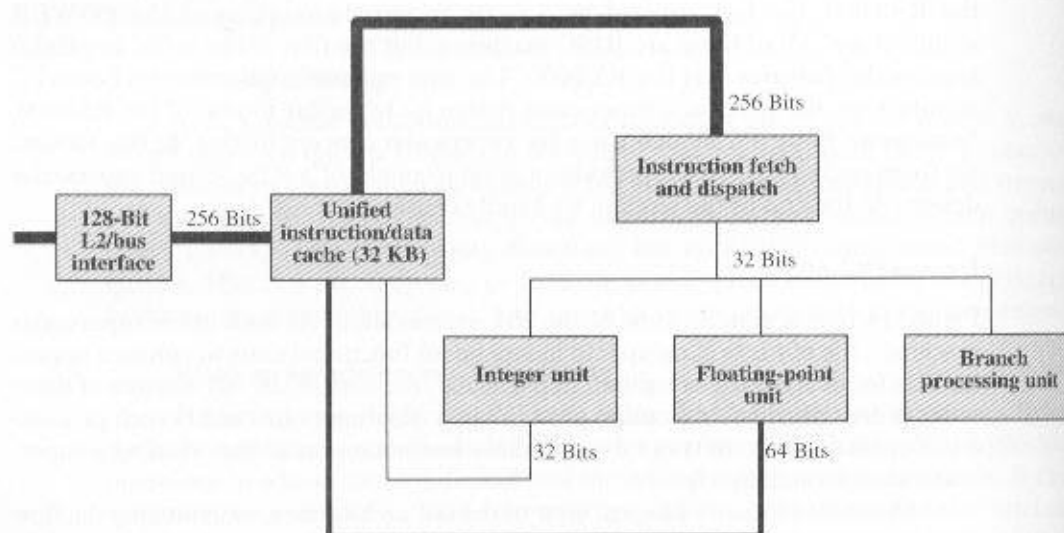 256 Bits
Instruction fetch
and dispatch
128-Bit
L2/bus
interface
256 Bits
Unified
instruction/data
cache (32 KB)
32 Bits
Integer unit
Floating-point
unit
Branch
processing unit
32 Bits
64 Bits